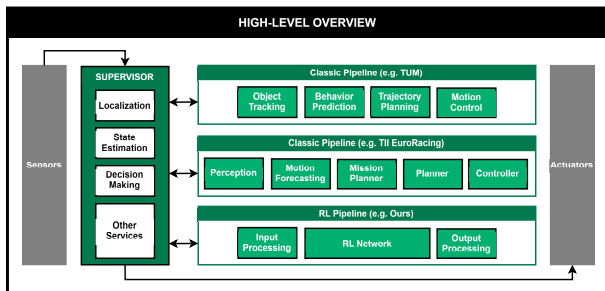 HIGH-LEVEL OVERVIEW
Sensors
SUPERVISOR
Localization
State
Estimation
Decision
Making
Other
Services
Classic Pipeline (e.g. TUM)
Object
Tracking
Behavior
Prediction
Trajectory
Planning
Motion
Control
Classic Pipeline (e.g. TII EuroRacing)
Perception
Motion
Forecasting
Mission
Planner
Planner
Controller
RL Pipeline (e.g. Ours)
Input
Processing
RL Network
Output
Processing
Actuators